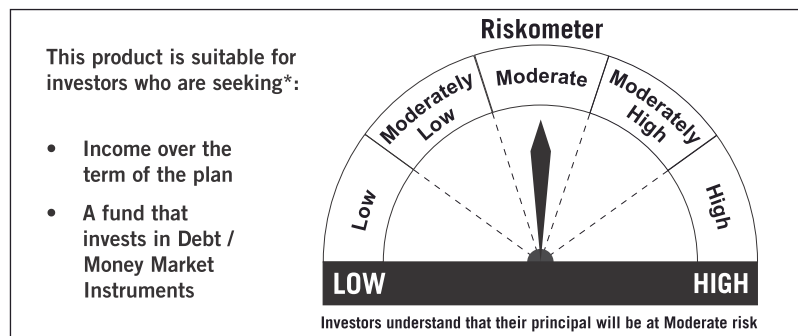 This product is suitable for
investors who are seeking*:
• Income over the
term of the plan
• A fund that
invests in Debt /
Money Market
Instruments
Riskometer
Low
Moderately
Low
Moderate
Moderately
High
High
LOW
HIGH
Investors understand that their principal will be at Moderate risk